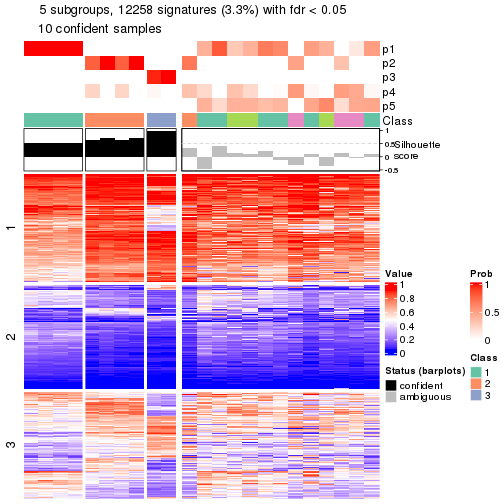 5 subgroups, 12258 signatures (3.3%) with fdr < 0.05
10 confident samples
p1
p2
p3
p4
p5
Class
1
0.5
0
-0.5
Silhouette
score
1
2
3
Value
1
0.8
0.6
0.4
0.2
0
Status (barplots)
confident
ambiguous
Prob
1
0.5
0
Class
1
2
3